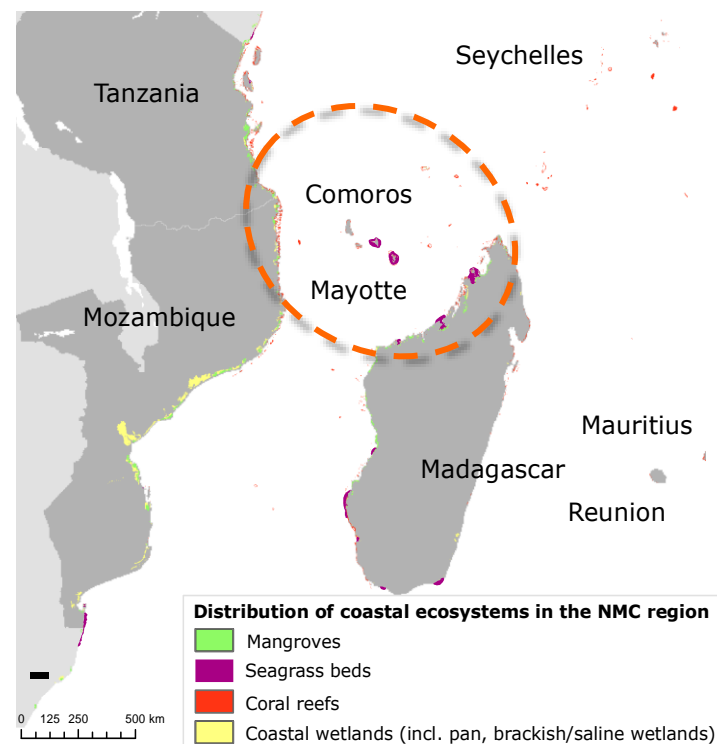 Seychelles
Tanzania
Comoros
Mayotte
Mozambique
Mauritius
Madagascar
Reunion
Distribution of coastal ecosystems in the NMC region
Mangroves
Seagrass beds
Coral reefs
Coastal wetlands (incl. pan, brackish/saline wetlands)
0 125 250 500 km